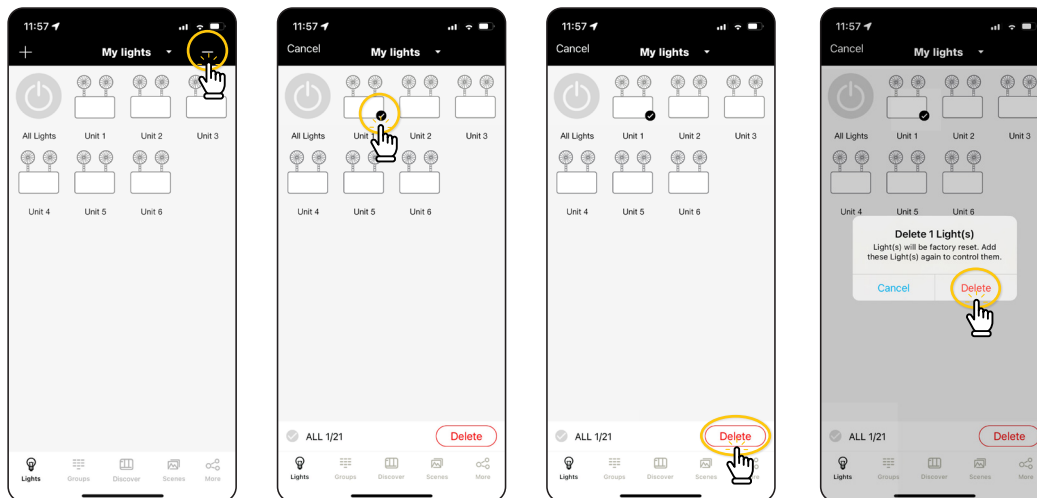 11:57
My lights
All Lights
Unit 1
Unit 2
Unit 3
Unit 4
Unit 5
Unit 6
Lights
Groups
Discover
Scenes
More
11:57
Cancel
My lights
All Lights
Unit 1
Unit 2
Unit 3
Unit 4
Unit 5
Unit 6
ALL 1/21
Delete
Lights
Groups
Discover
Scenes
More
11:57
Cancel
My lights
All Lights
Unit 1
Unit 2
Unit 3
Unit 4
Unit 5
Unit 6
ALL 1/21
Delete
Lights
Groups
Discover
Scenes
11:57
Cancel
My lights
All Lights
Unit 1
Unit 2
Unit 3
Unit 4
Unit 5
Unit 6
Delete 1 Light(s)
Light(s) will be factory reset. Add
these Light(s) again to control them.
Cancel
Delete
ALL 1/21
Delete
Lights
Groups
Discover
Scenes
More